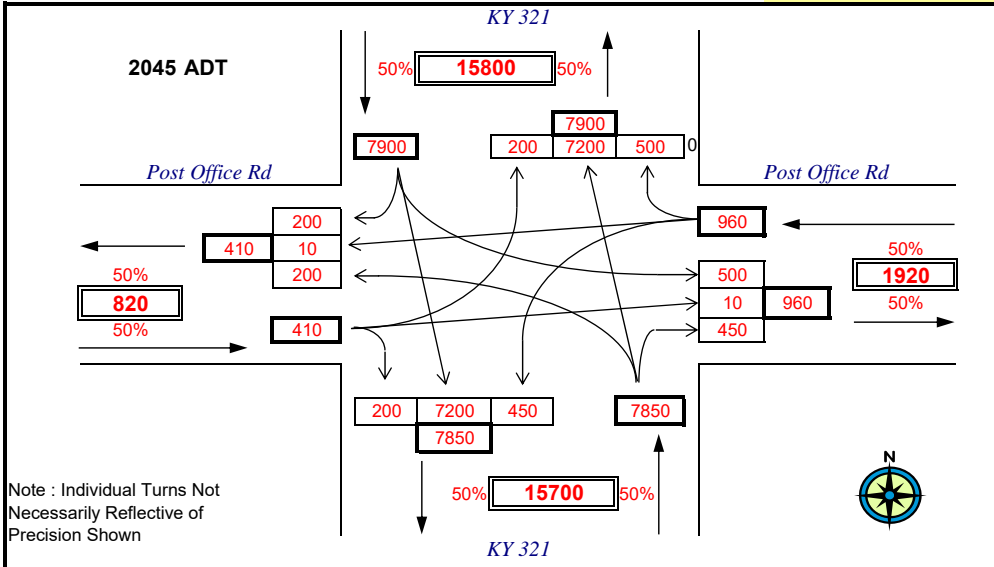 KY 321
2045 ADT
50% 15800 50%
7900
7900 200 7200 500 0
Post Office Rd Post Office Rd
200 960
410 10 50%
50% 200 500 1920
820 10 960 50%
50% 410 450
200 7200 450 7850
7850
N
Note : Individual Turns Not
Necessarily Reflective of
Precision Shown
50% 15700 50%
KY 321